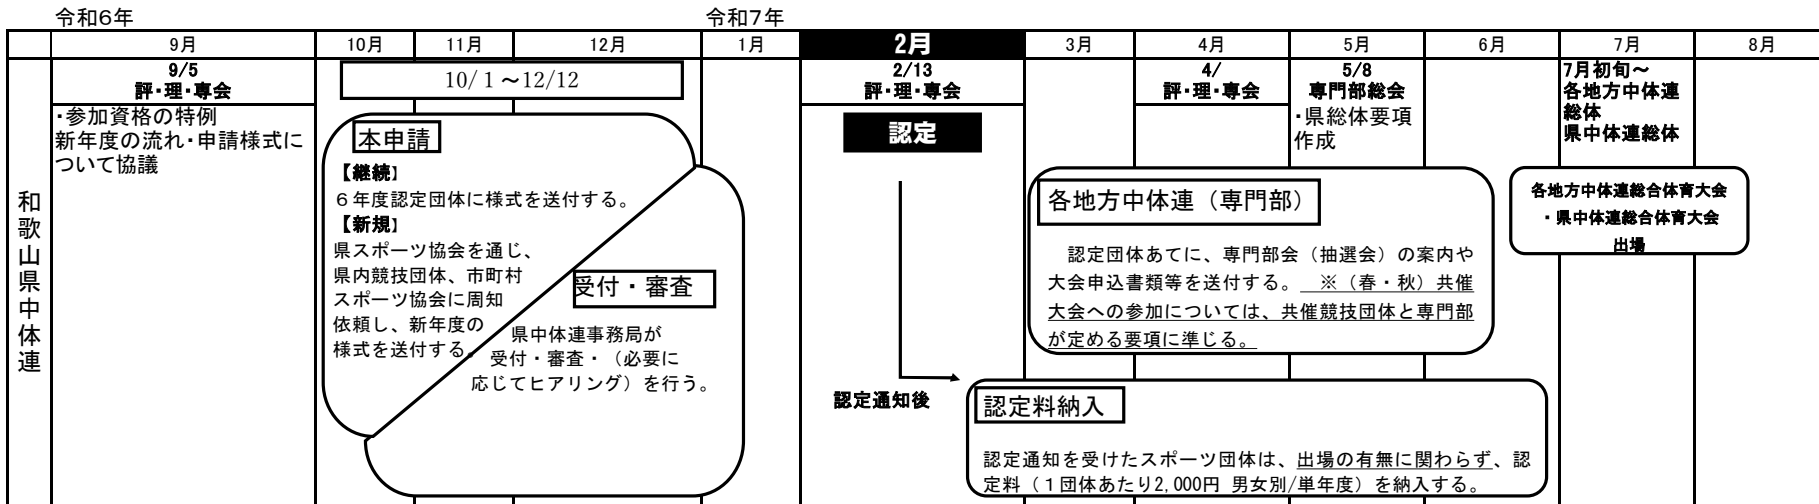 令和6年
令和7年
9月
10月
11月
12月
1月
2月
3月
4月
5月
6月
7月
8月
和歌山県中体連
9/5
評・理・専会
・参加資格の特例
新年度の流れ・申請様式に
ついて協議
10/1～12/12
本申請
【継続】
６年度認定団体に様式を送付する。
【新規】
県スポーツ協会を通じ、
県内競技団体、市町村
スポーツ協会に周知
依頼し、新年度の
様式を送付する。
受付・審査
県中体連事務局が
受付・審査・（必要に
応じてヒアリング）を行う。
2/13
評・理・専会
認定
認定通知後
4/
評・理・専会
5/8
専門部総会
・県総体要項
作成
7月初旬～
各地方中体連
総体
県中体連総体
各地方中体連（専門部）
認定団体あてに、専門部会（抽選会）の案内や
大会申込書類等を送付する。　※（春・秋）共催
大会への参加については、共催競技団体と専門部
が定める要項に準じる。
各地方中体連総合体育大会
・県中体連総合体育大会
出場
認定料納入
認定通知を受けたスポーツ団体は、出場の有無に関わらず、認
定料（１団体あたり2,000円 男女別/単年度）を納入する。